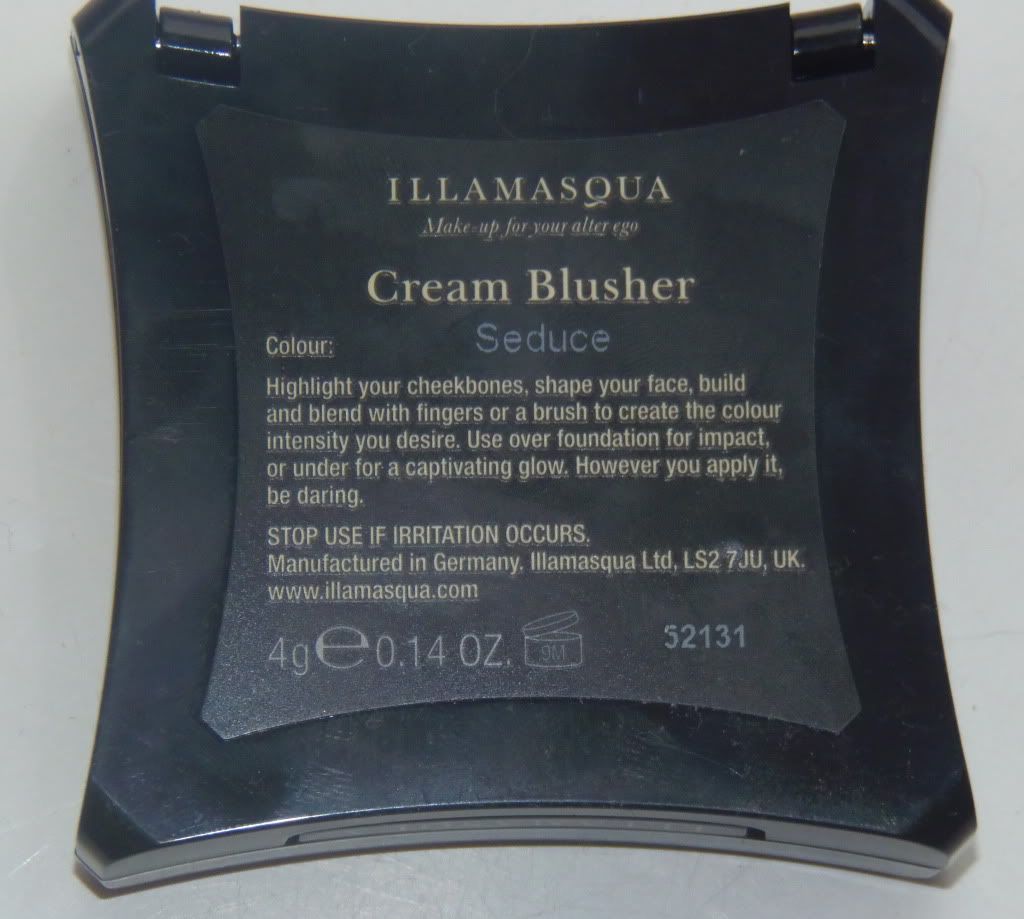 ILLAMASQUA
Make-up for your alter ego
Cream Blusher
Colour: Seduce
Highlight your cheekbones, shape your face, build
and blend with fingers or a brush to create the colour
intensity you desire. Use over foundation for impact,
or under for a captivating glow. However you apply it,
be daring.
STOP USE IF IRRITATION OCCURS.
Manufactured in Germany. Illamasqua Ltd, LS2 7JU, UK.
www.illamasqua.com
4g e 0.14 OZ. 9M 52131